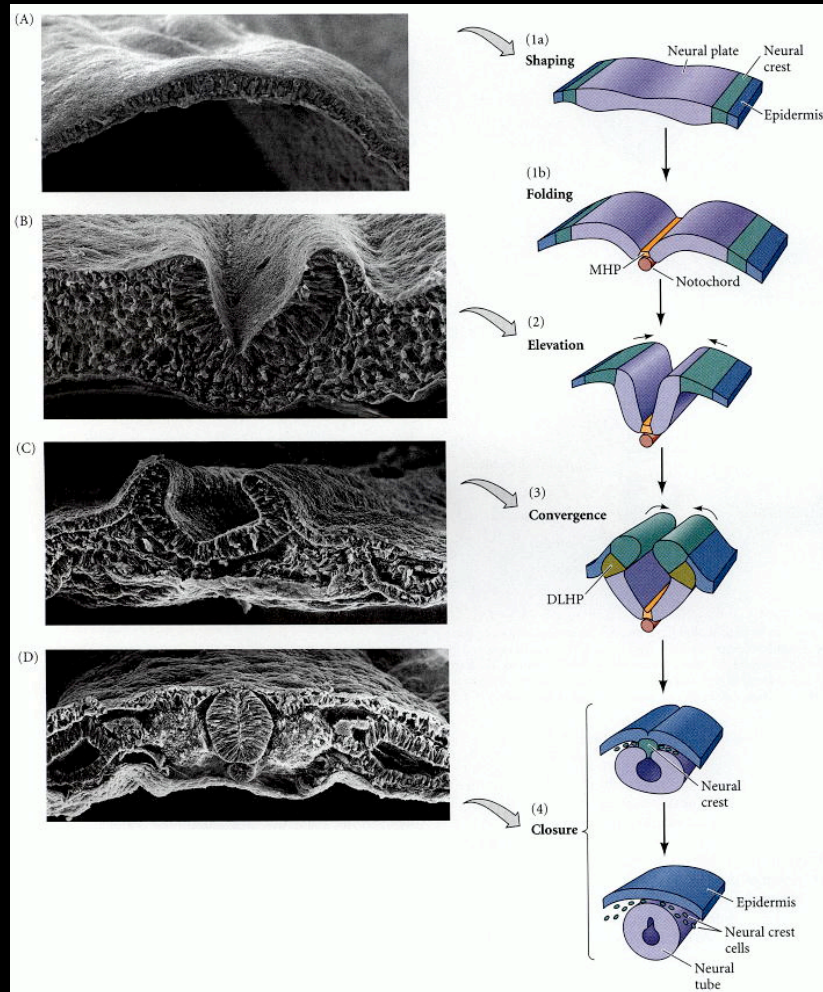 (A)
(1a)
Shaping
Neural plate
Neural
crest
Epidermis
(1b)
Folding
MHP
Notochord
(B)
(2)
Elevation
(C)
(3)
Convergence
DLHP
(D)
Neural
crest
(4)
Closure
Epidermis
Neural crest
cells
Neural
tube